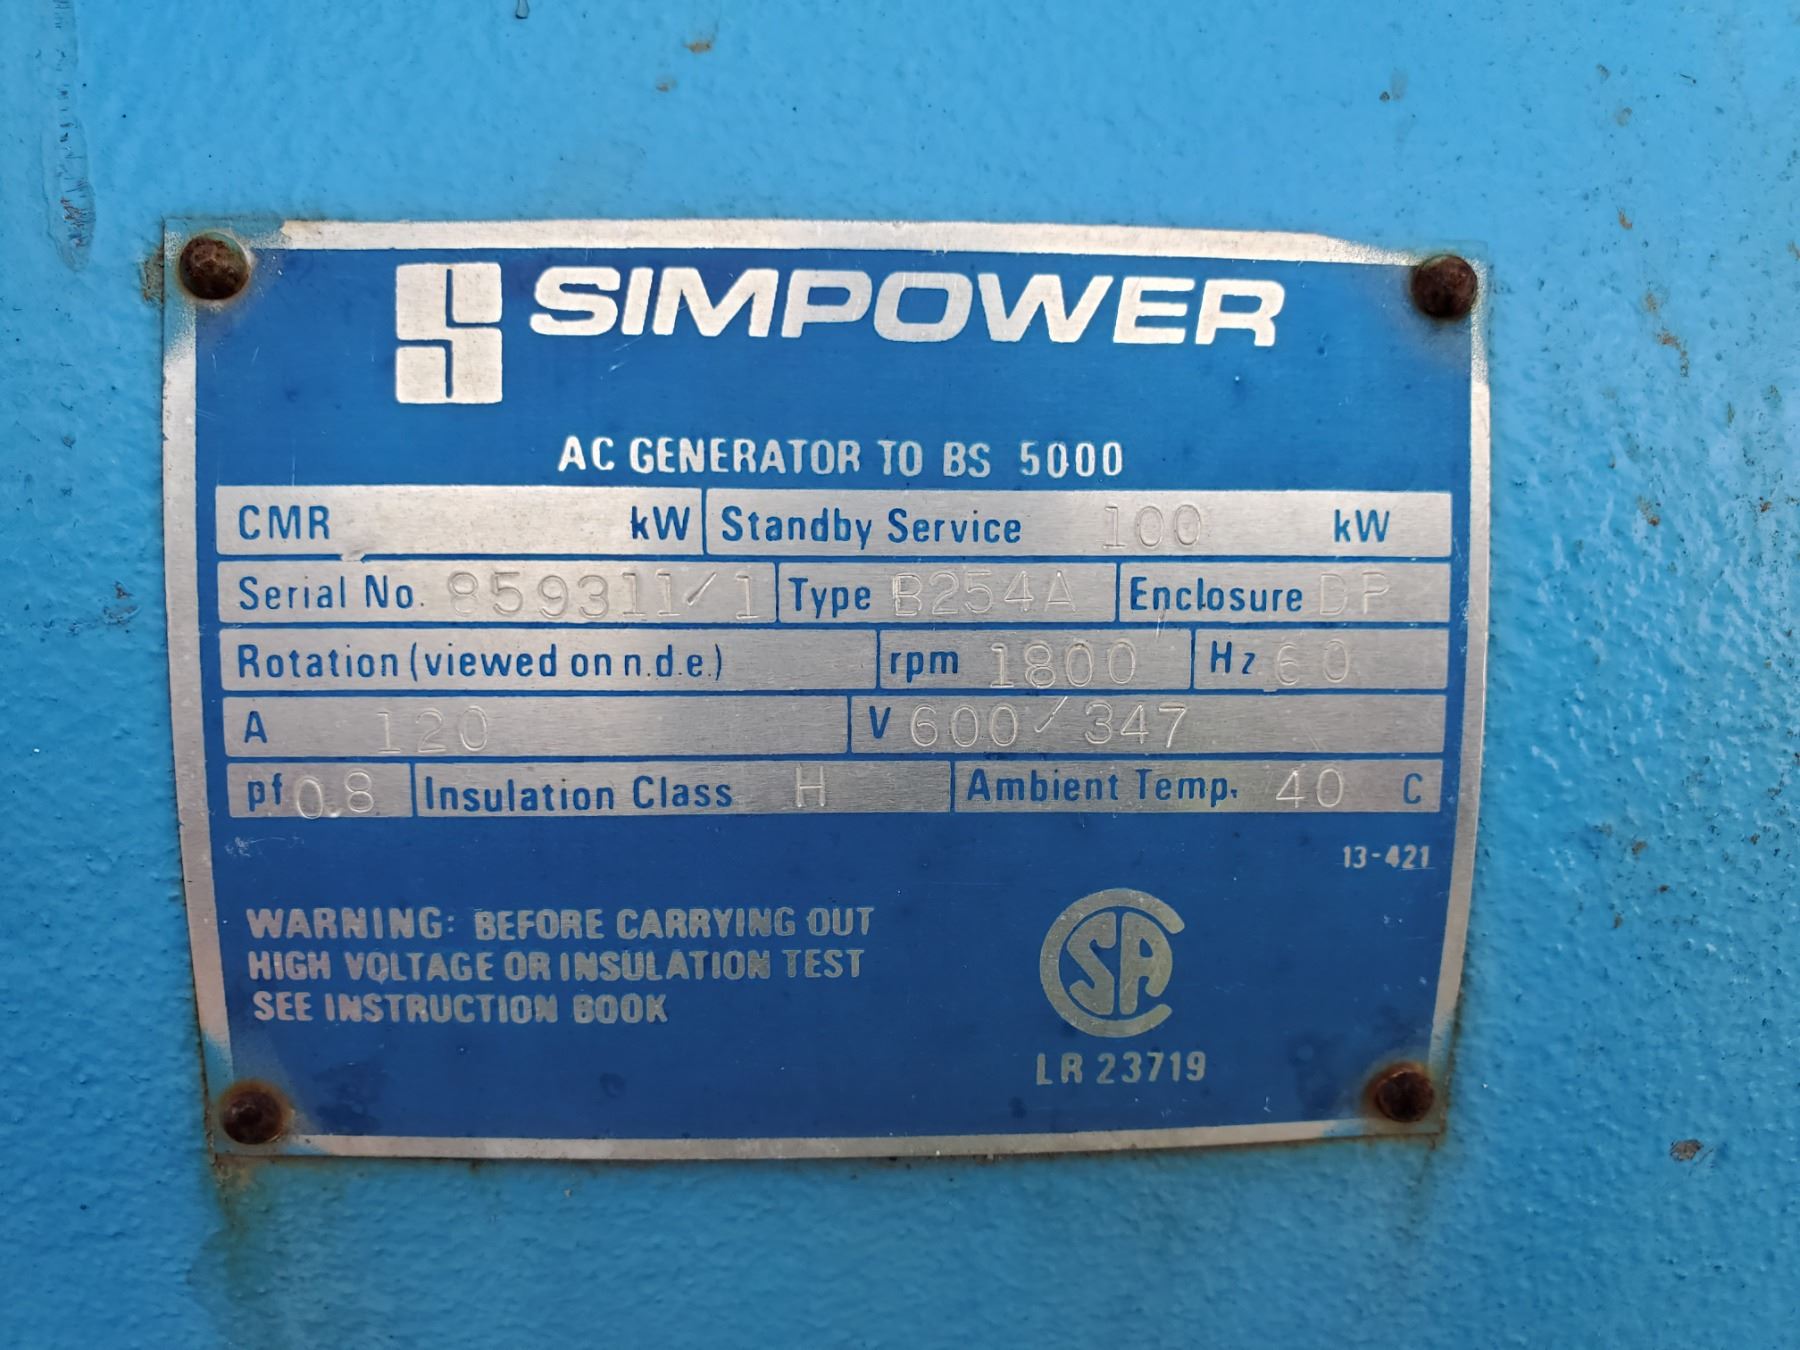 SIMPOWER
AC GENERATOR TO BS 5000
CMR kW Standby Service 100 kW
Serial No. 859311/1 Type B254A Enclosure DP
Rotation (viewed on n.d.e.) rpm 1800 Hz 60
A 120 V 600/347
pf 0.8 Insulation Class H Ambient Temp. 40 C
13-421
WARNING: BEFORE CARRYING OUT
HIGH VOLTAGE OR INSULATION TEST
SEE INSTRUCTION BOOK
CSA
LR 23719